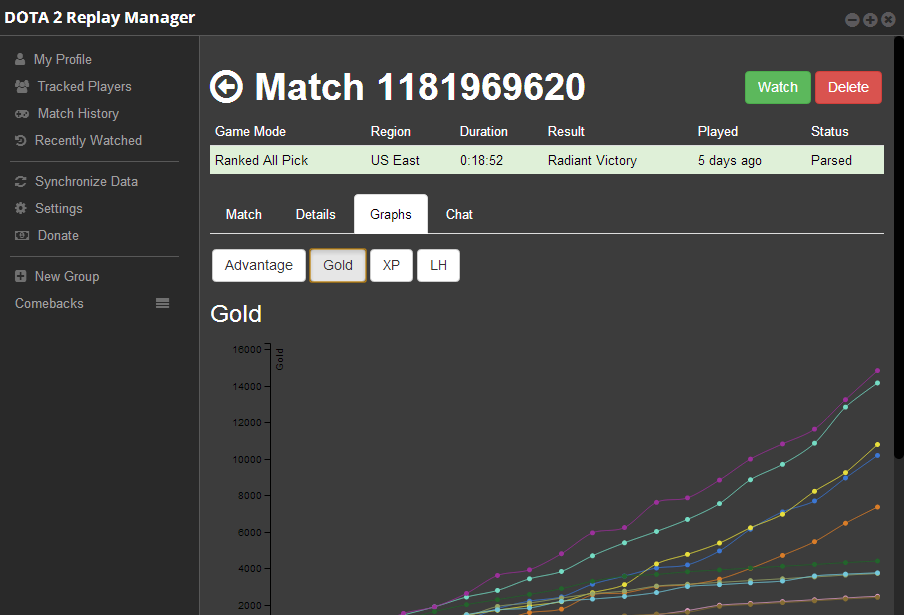 DOTA 2 Replay Manager
My Profile
Tracked Players
Match History
Recently Watched
Synchronize Data
Settings
Donate
New Group
Comebacks
Match 1181969620
Watch
Delete
Game Mode Region Duration Result Played Status
Ranked All Pick US East 0:18:52 Radiant Victory 5 days ago Parsed
Match Details Graphs Chat
Advantage Gold XP LH
Gold
Gold
16000
14000
12000
10000
8000
6000
4000
2000